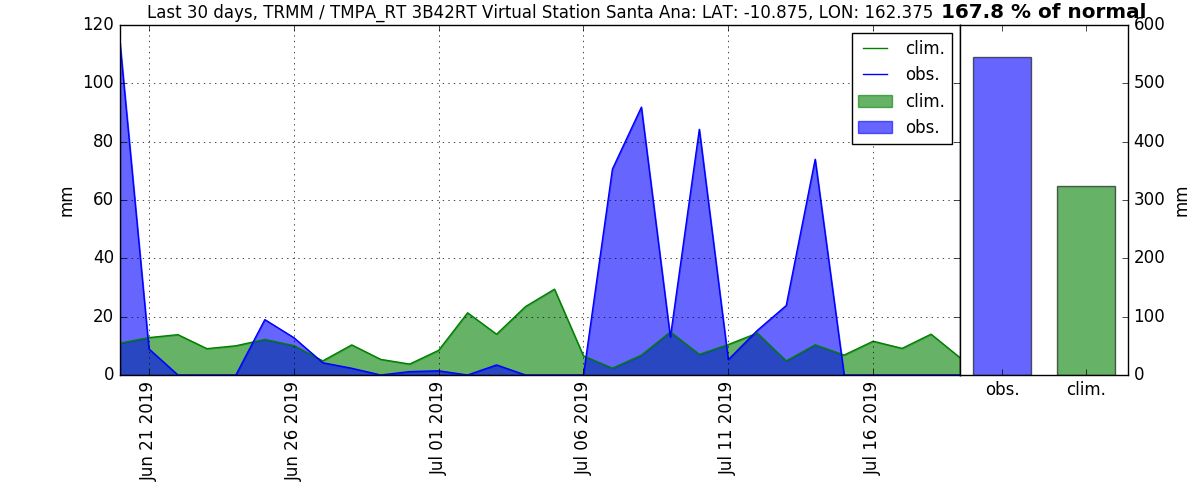 Last 30 days, TRMM / TMPA_RT 3B42RT Virtual Station Santa Ana: LAT: -10.875, LON: 162.375 167.8 % of normal
120
100
80
60
40
20
0
mm
clim.
obs.
clim.
obs.
Jun 21 2019
Jun 26 2019
Jul 01 2019
Jul 06 2019
Jul 11 2019
Jul 16 2019
600
500
400
300
200
100
0
mm
obs.
clim.